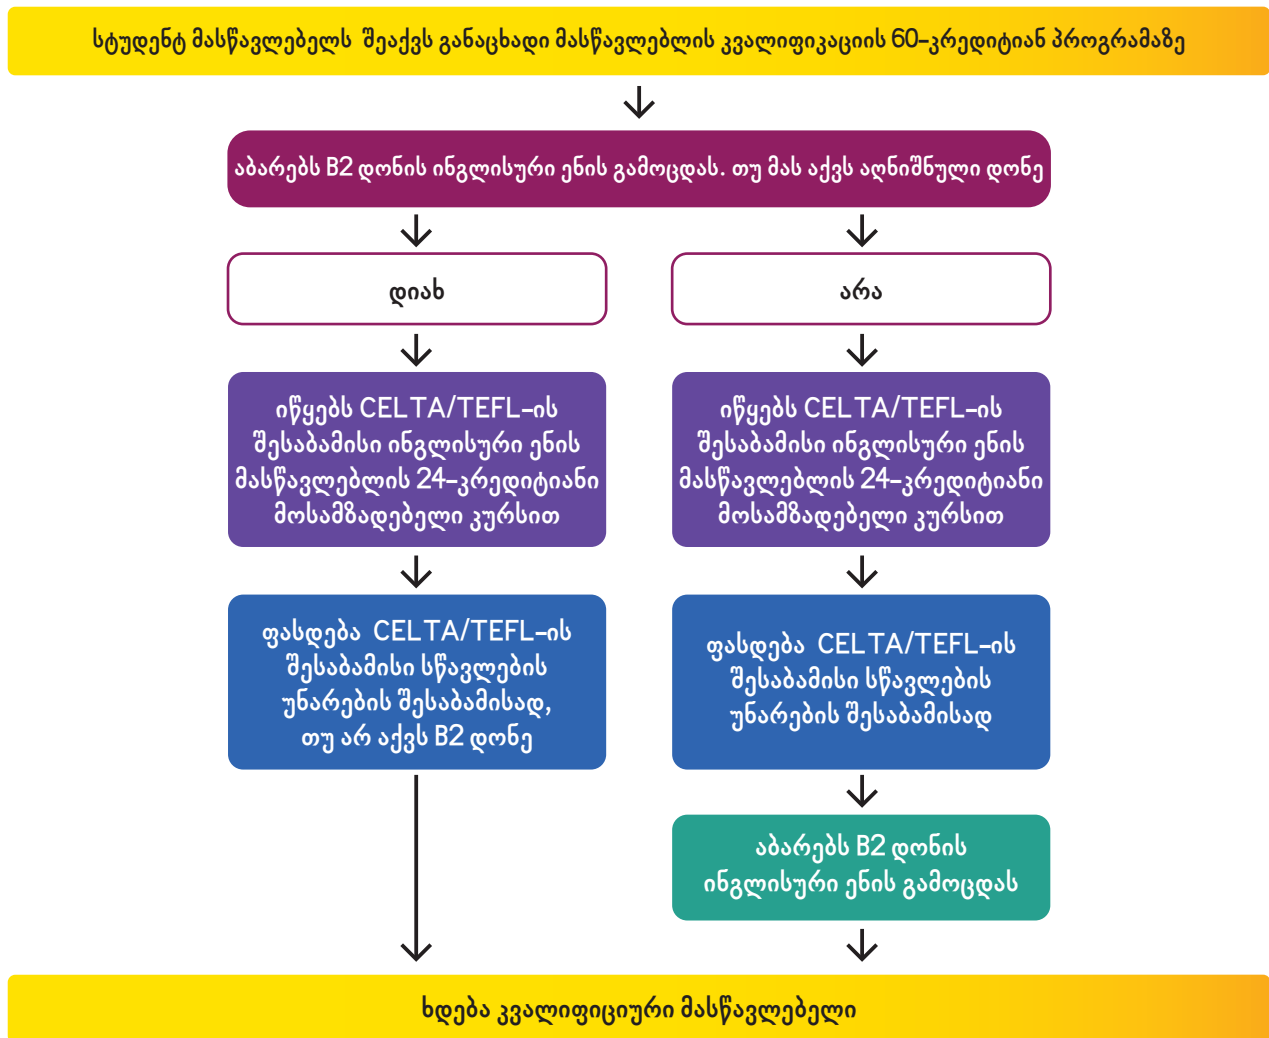 სტუდენტ მასწავლებელს შეაქვს განაცხადი მასწავლებლის კვალიფიკაციის 60-კრედიტიან პროგრამაზე
აბარებს B2 დონის ინგლისური ენის გამოცდას. თუ მას აქვს აღნიშნული დონე
დიახ
არა
იწყებს CELTA/TEFL-ის
შესაბამისი ინგლისური ენის
მასწავლებლის 24-კრედიტიანი
მოსამზადებელი კურსით
იწყებს CELTA/TEFL-ის
შესაბამისი ინგლისური ენის
მასწავლებლის 24-კრედიტიანი
მოსამზადებელი კურსით
ფასდება CELTA/TEFL-ის
შესაბამისი სწავლების
უნარების შესაბამისად,
თუ არ აქვს B2 დონე
ფასდება CELTA/TEFL-ის
შესაბამისი სწავლების
უნარების შესაბამისად
აბარებს B2 დონის
ინგლისური ენის გამოცდას
ხდება კვალიფიციური მასწავლებელი